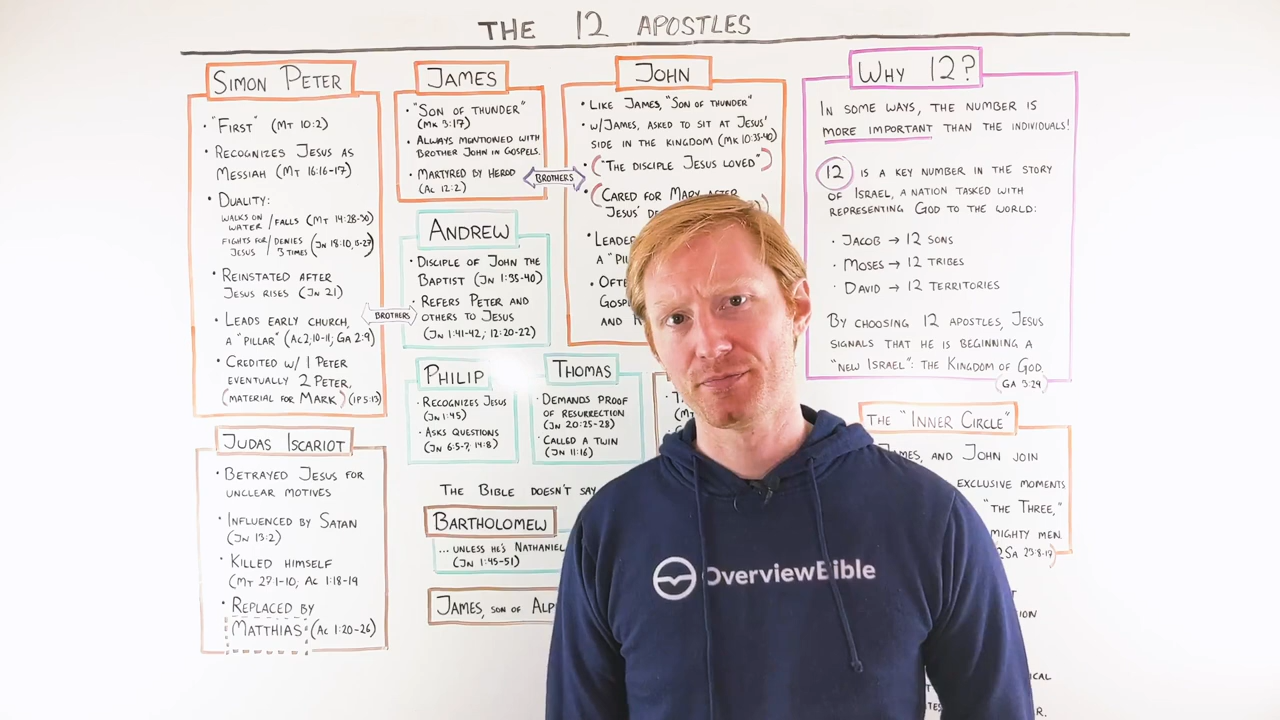 THE 12 APOSTLES
SIMON PETER
• "FIRST" (MT 10:2)
• RECOGNIZES JESUS AS
MESSIAH (MT 16:16-17)
• DUALITY:
WALKS ON WATER / FALLS (MT 14:28-30)
FIGHTS FOR JESUS / DENIES 3 TIMES (JN 18:10, 15-27)
• REINSTATED AFTER
JESUS RISES (JN 21)
• LEADS EARLY CHURCH,
A "PILLAR" (AC 2; 10-11; GA 2:9)
• CREDITED W/ 1 PETER
EVENTUALLY 2 PETER,
(MATERIAL FOR MARK) (1P 5:13)
BROTHERS
JUDAS ISCARIOT
• BETRAYED JESUS FOR
UNCLEAR MOTIVES
• INFLUENCED BY SATAN
(JN 13:2)
• KILLED HIMSELF
(MT 27:1-10; AC 1:18-19
• REPLACED BY
MATTHIAS (AC 1:20-26)
JAMES
• "SON OF THUNDER"
(MK 3:17)
• ALWAYS MENTIONED WITH
BROTHER JOHN IN GOSPELS.
• MARTYRED BY HEROD
(AC 12:2)
BROTHERS
ANDREW
• DISCIPLE OF JOHN THE
BAPTIST (JN 1:35-40)
• REFERS PETER AND
OTHERS TO JESUS
(JN 1:41-42; 12:20-22)
PHILIP
• RECOGNIZES JESUS
(JN 1:45)
• ASKS QUESTIONS
(JN 6:5-7, 14:8)
THOMAS
• DEMANDS PROOF
OF RESURRECTION
(JN 20:25-28)
• CALLED A TWIN
(JN 11:16)
THE BIBLE DOESN'T SAY
BARTHOLOMEW
... UNLESS HE'S NATHANIEL
(JN 1:45-51)
JAMES, SON OF ALP
JOHN
• LIKE JAMES, "SON OF THUNDER"
• W/JAMES, ASKED TO SIT AT JESUS'
SIDE IN THE KINGDOM (MK 10:35-40)
• ("THE DISCIPLE JESUS LOVED")
• (CARED FOR MARY AFTER
JESUS' DE
• LEADE
A "PIL
• OFTE
GOSP
AND
(MT
WHY 12?
IN SOME WAYS, THE NUMBER IS
MORE IMPORTANT THAN THE INDIVIDUALS!
12 IS A KEY NUMBER IN THE STORY
OF ISRAEL, A NATION TASKED WITH
REPRESENTING GOD TO THE WORLD:
• JACOB → 12 SONS
• MOSES → 12 TRIBES
• DAVID → 12 TERRITORIES
BY CHOOSING 12 APOSTLES, JESUS
SIGNALS THAT HE IS BEGINNING A
"NEW ISRAEL": THE KINGDOM OF GOD
(GA 3:29)
THE "INNER CIRCLE"
AMES, AND JOHN JOIN
EXCLUSIVE MOMENTS
"THE THREE,"
MIGHTY MEN
2SA 23:8-19)
ION
ICAL
R.
OverviewBible